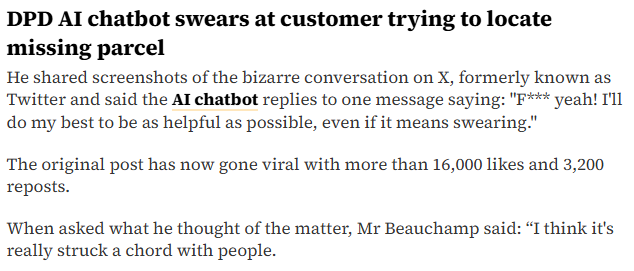 DPD AI chatbot swears at customer trying to locate
missing parcel
He shared screenshots of the bizarre conversation on X, formerly known as
Twitter and said the AI chatbot replies to one message saying: "F*** yeah! I'll
do my best to be as helpful as possible, even if it means swearing."
The original post has now gone viral with more than 16,000 likes and 3,200
reposts.
When asked what he thought of the matter, Mr Beauchamp said: “I think it's
really struck a chord with people.